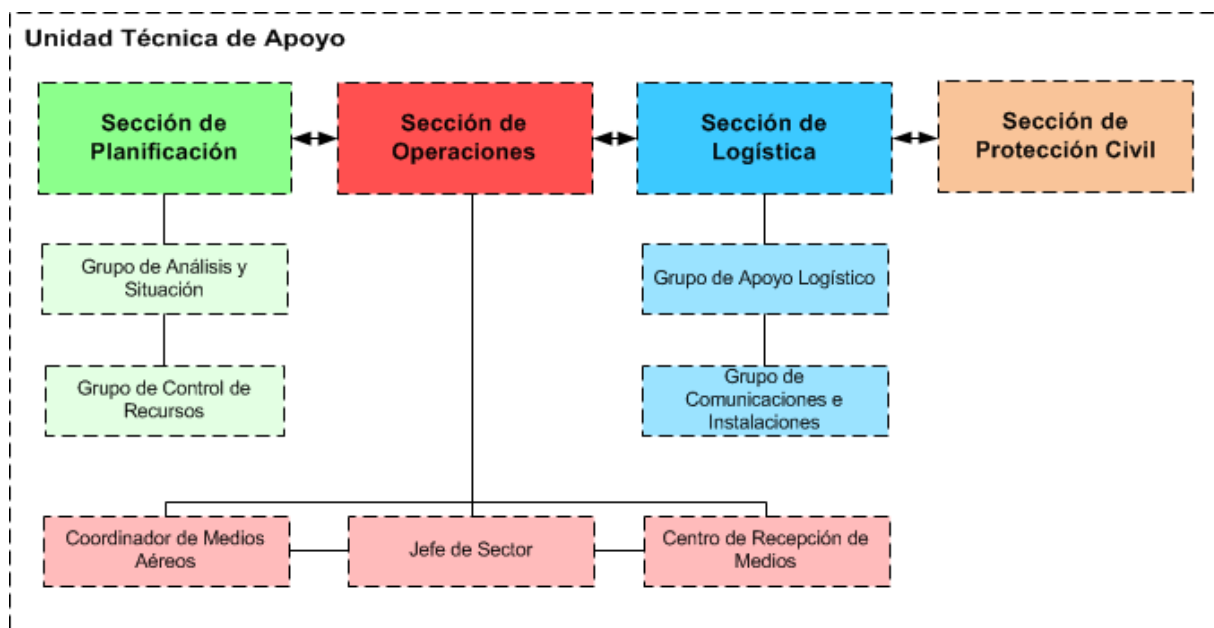 Unidad Técnica de Apoyo
Sección de
Planificación
Sección de
Operaciones
Sección de
Logística
Sección de
Protección Civil
Grupo de Análisis y
Situación
Grupo de Apoyo Logístico
Grupo de Control de
Recursos
Grupo de
Comunicaciones e
Instalaciones
Coordinador de Medios
Aéreos
Jefe de Sector
Centro de Recepción de
Medios